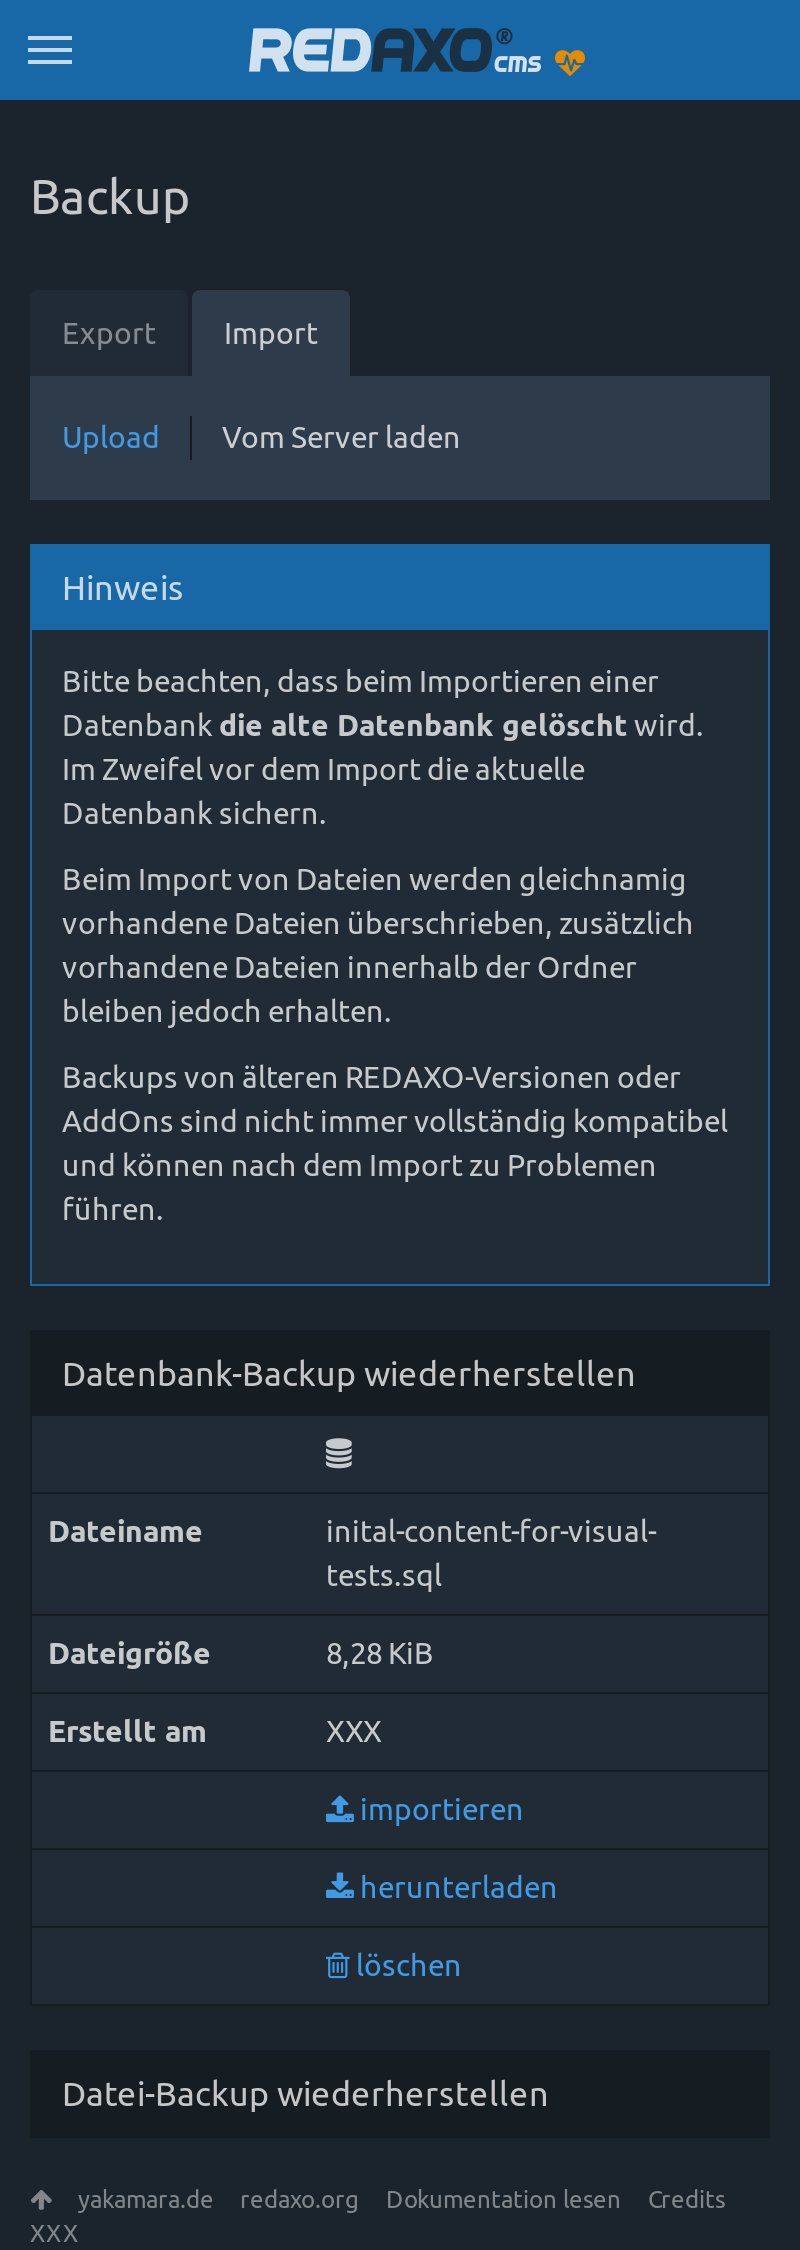 REDAXO® cms
Backup
Export Import
Upload Vom Server laden
Hinweis
Bitte beachten, dass beim Importieren einer
Datenbank die alte Datenbank gelöscht wird.
Im Zweifel vor dem Import die aktuelle
Datenbank sichern.
Beim Import von Dateien werden gleichnamig
vorhandene Dateien überschrieben, zusätzlich
vorhandene Dateien innerhalb der Ordner
bleiben jedoch erhalten.
Backups von älteren REDAXO-Versionen oder
AddOns sind nicht immer vollständig kompatibel
und können nach dem Import zu Problemen
führen.
Datenbank-Backup wiederherstellen
Dateiname inital-content-for-visual-
tests.sql
Dateigröße 8,28 KiB
Erstellt am XXX
importieren
herunterladen
löschen
Datei-Backup wiederherstellen
yakamara.de redaxo.org Dokumentation lesen Credits
XXX